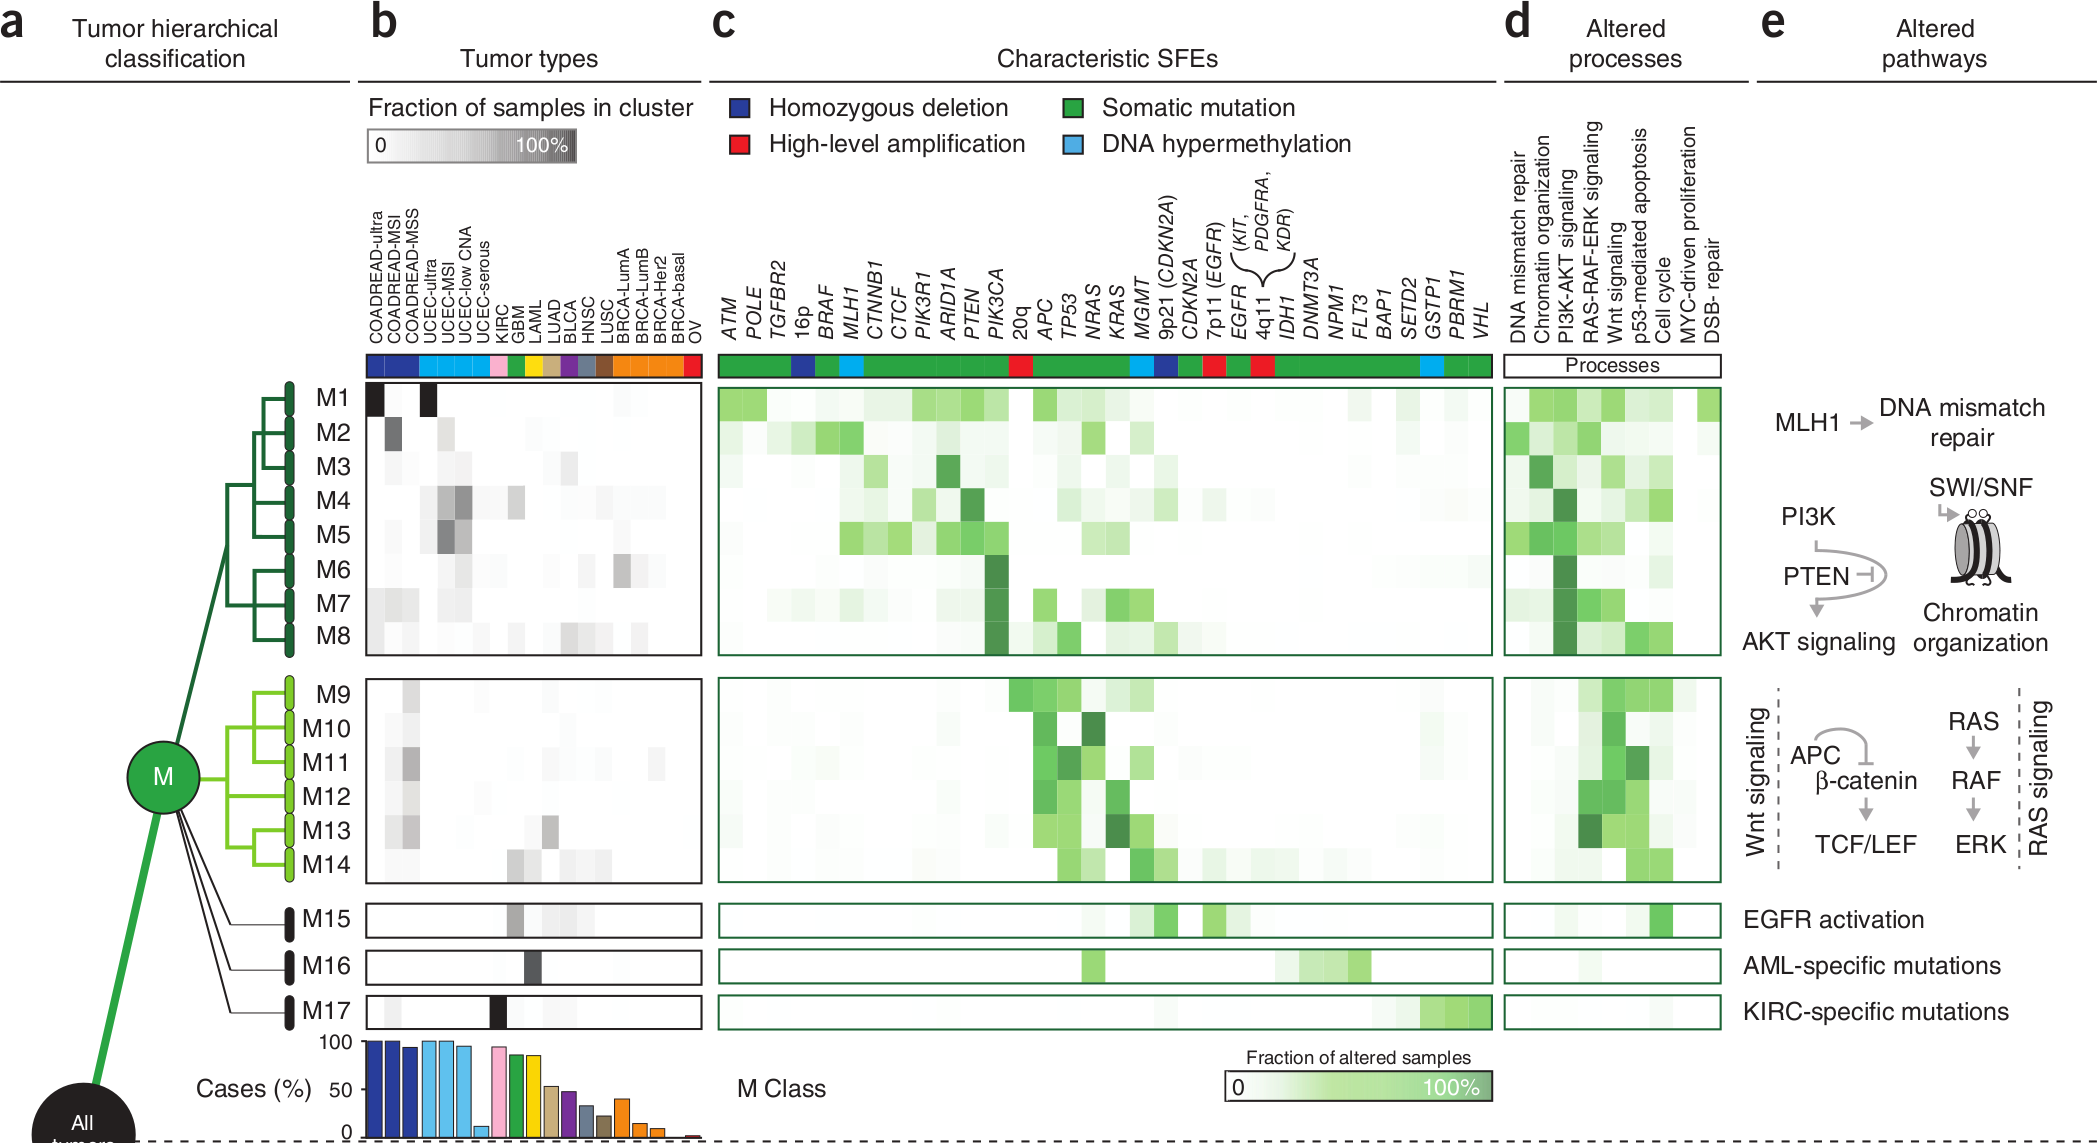 a
Tumor hierarchical
classification
b
Tumor types
c
Characteristic SFEs
d
Altered
processes
e
Altered
pathways
Fraction of samples in cluster
0
100%
Homozygous deletion
High-level amplification
Somatic mutation
DNA hypermethylation
COADREAD-ultra
COADREAD-MSI
COADREAD-MSS
UCEC-ultra
UCEC-MSI
UCEC-low CNA
UCEC-serous
KIRC
GBM
LAML
LUAD
BLCA
HNSC
LUSC
BRCA-LumA
BRCA-LumB
BRCA-Her2
BRCA-basal
OV
ATM
POLE
TGFBR2
16p
BRAF
MLH1
CTNNB1
CTCF
PIK3R1
ARID1A
PTEN
PIK3CA
20q
APC
TP53
NRAS
KRAS
MGMT
9p21 (CDKN2A)
CDKN2A
7p11 (EGFR)
EGFR
4q11
(KIT,
PDGFRA,
KDR)
IDH1
DNMT3A
NPM1
FLT3
BAP1
SETD2
GSTP1
PBRM1
VHL
DNA mismatch repair
Chromatin organization
PI3K-AKT signaling
RAS-RAF-ERK signaling
Wnt signaling
p53-mediated apoptosis
Cell cycle
MYC-driven proliferation
DSB- repair
Processes
M1
M2
M3
M4
M5
M6
M7
M8
M9
M10
M11
M12
M13
M14
M15
M16
M17
M
All
MLH1
DNA mismatch
repair
PI3K
PTEN
AKT signaling
SWI/SNF
Chromatin
organization
Wnt signaling
APC
β-catenin
TCF/LEF
RAS
RAF
ERK
RAS signaling
EGFR activation
AML-specific mutations
KIRC-specific mutations
Cases (%)
100
50
0
M Class
Fraction of altered samples
0
100%